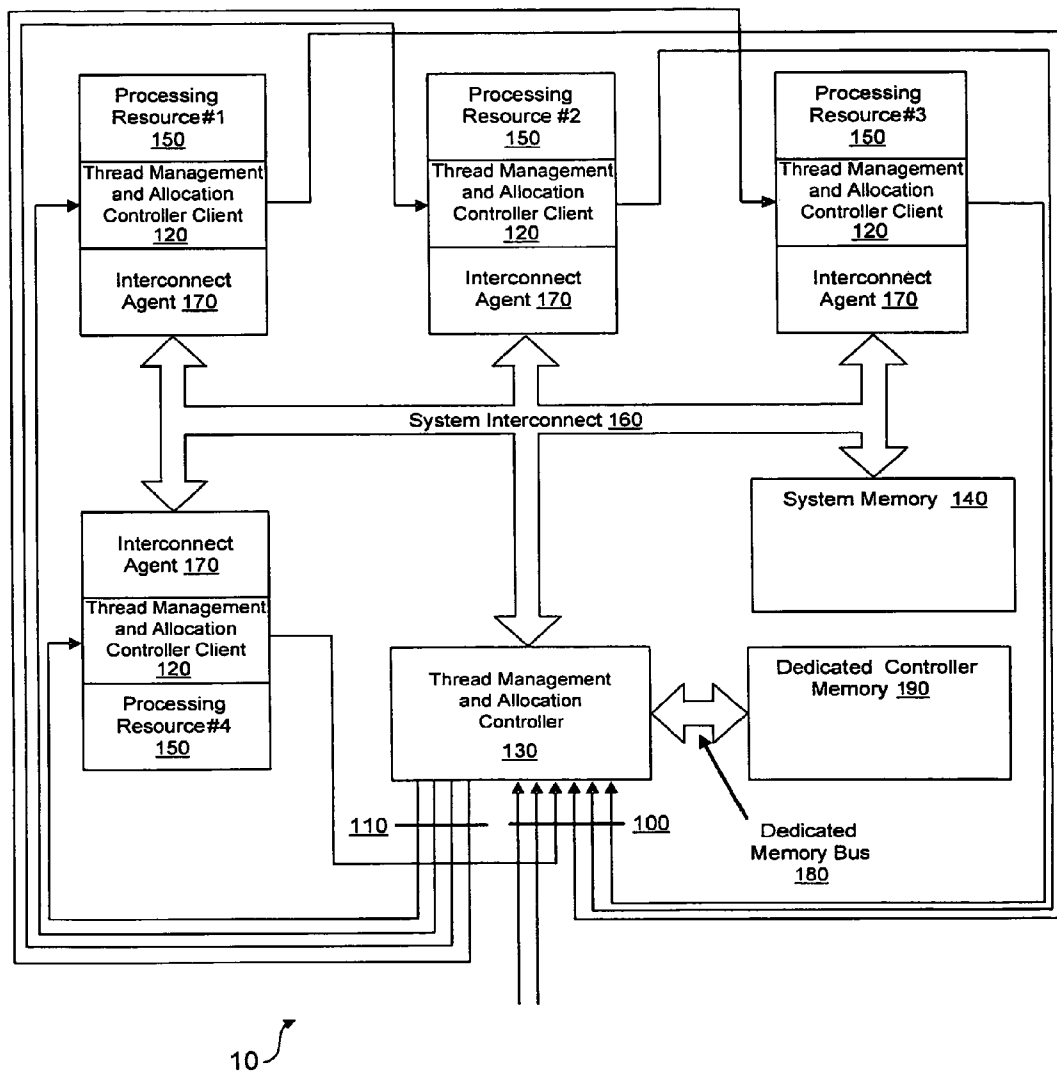 Processing
Resource#1
150
Thread Management
and Allocation
Controller Client
120
Interconnect
Agent 170
Processing
Resource #2
150
Thread Management
and Allocation
Controller Client
120
Interconnect
Agent 170
Processing
Resource#3
150
Thread Management
and Allocation
Controller Client
120
Interconnect
Agent 170
System Interconnect 160
System Memory 140
Interconnect
Agent 170
Thread Management
and Allocation
Controller Client
120
Processing
Resource#4
150
Thread Management
and Allocation
Controller
130
Dedicated Controller
Memory 190
110
100
Dedicated
Memory Bus
180
10